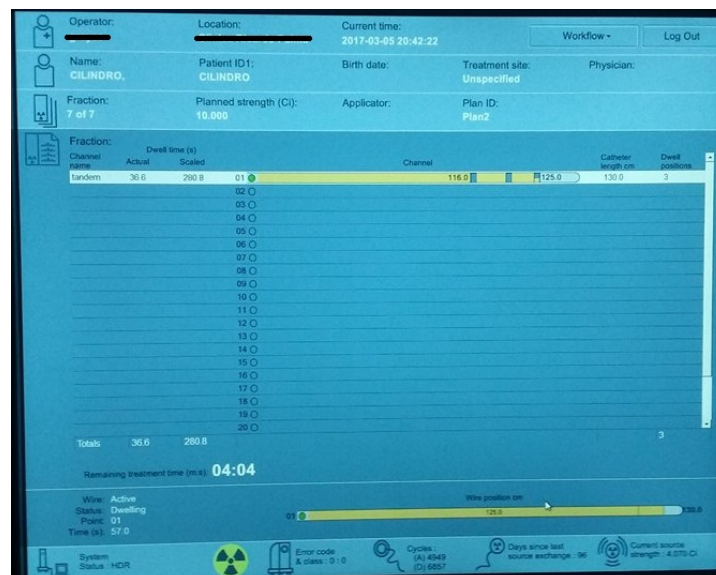 Operator: Location: Current time: Workflow Log Out
2017-03-05 20:42:22
Name: Patient ID1: Birth date: Treatment site: Physician:
CILINDRO, CILINDRO Unspecified
Fraction: Planned strength (Ci): Applicator: Plan ID:
7 of 7 10.000 Plan2
Fraction:
Dwell time (s)
Channel name Actual Scaled Channel Catheter length cm Dwell positions
tandem 36.6 280.8 01 116.0 125.0 130.0 3
02
03
04
05
06
07
08
09
10
11
12
13
14
15
16
17
18
19
20
Totals 36.6 280.8 3
Remaining treatment time (m:s): 04:04
Wire: Active Wire position cm
Status: Dwelling 01 125.0 130.0
Point: 01
Time (s): 57.0
System Status : HDR
Error code & class : 0 : 0
Cycles : (A) 4949 (D) 6857
Days since last source exchange : 96
Current source strength : 4.070 Ci